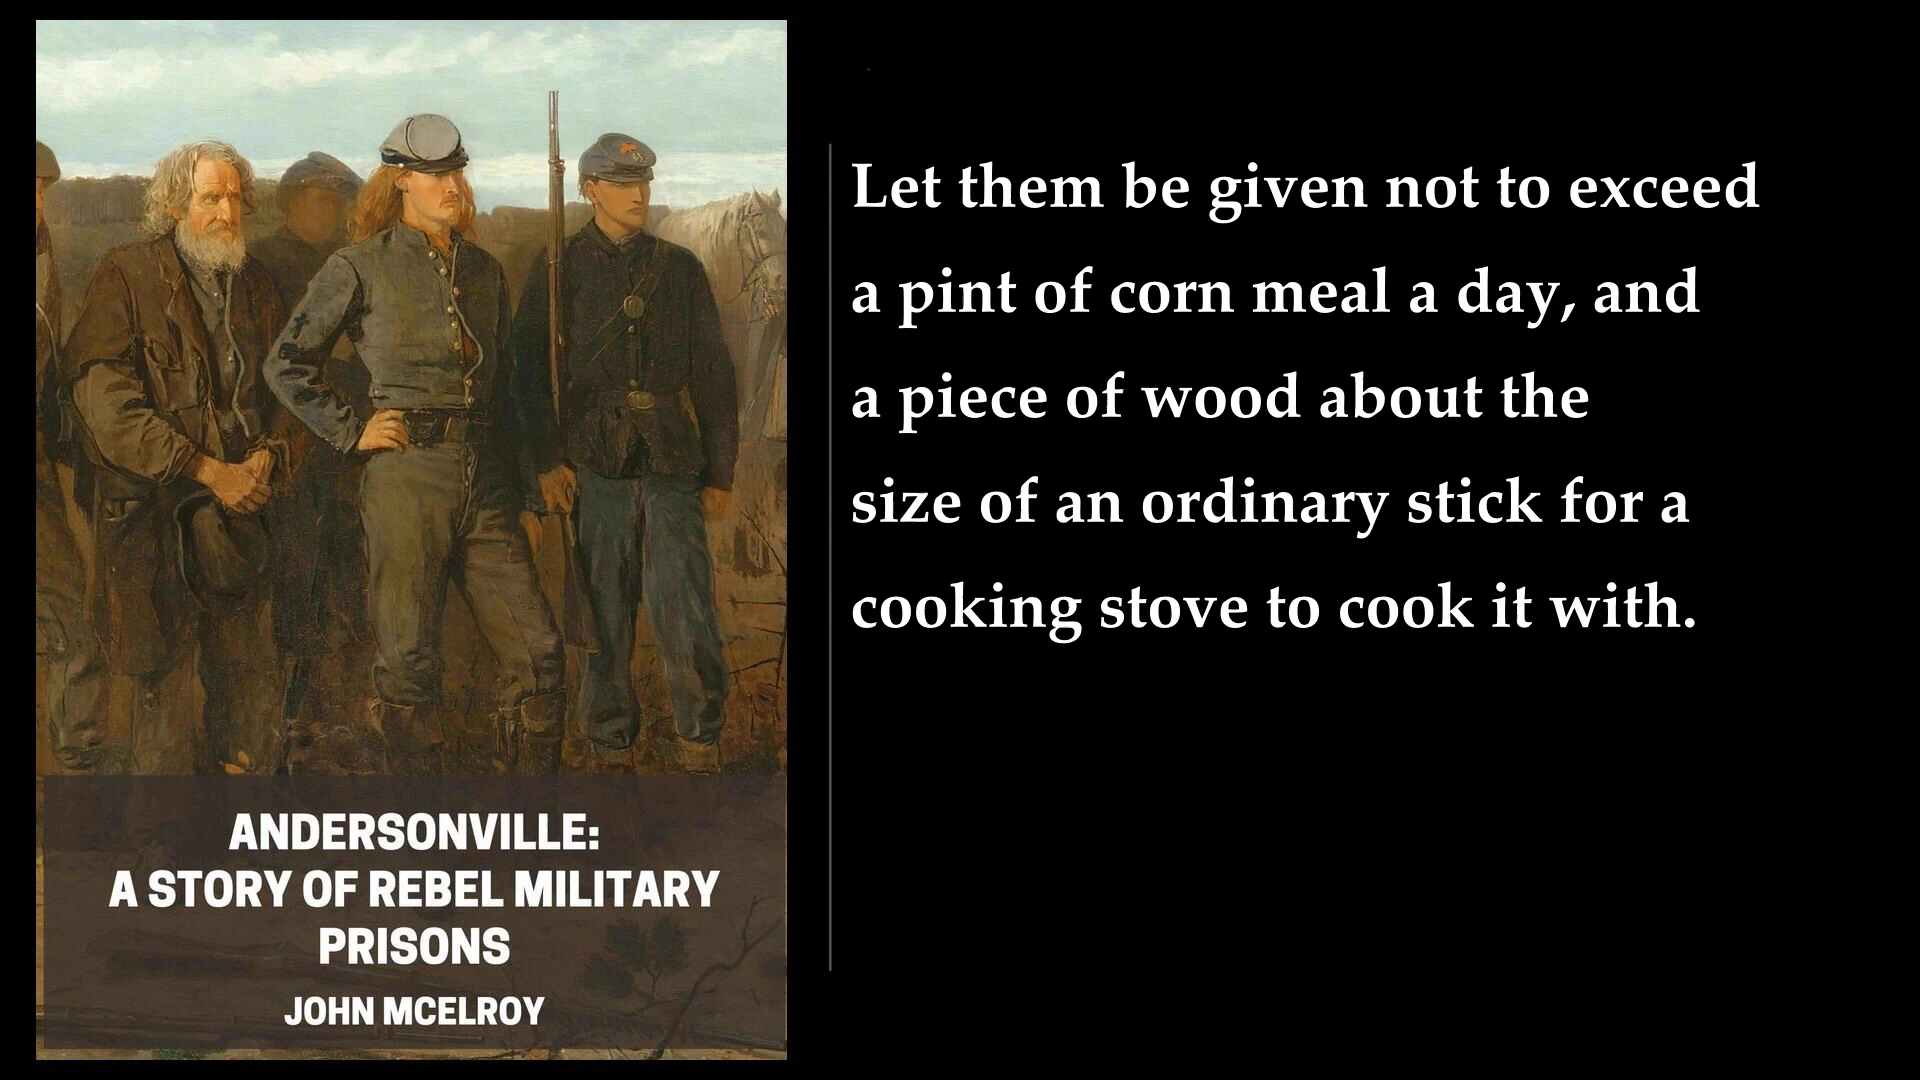 Let them be given not to exceed
a pint of corn meal a day, and
a piece of wood about the
size of an ordinary stick for a
cooking stove to cook it with.
ANDERSONVILLE:
A STORY OF REBEL MILITARY
PRISONS
JOHN MCELROY